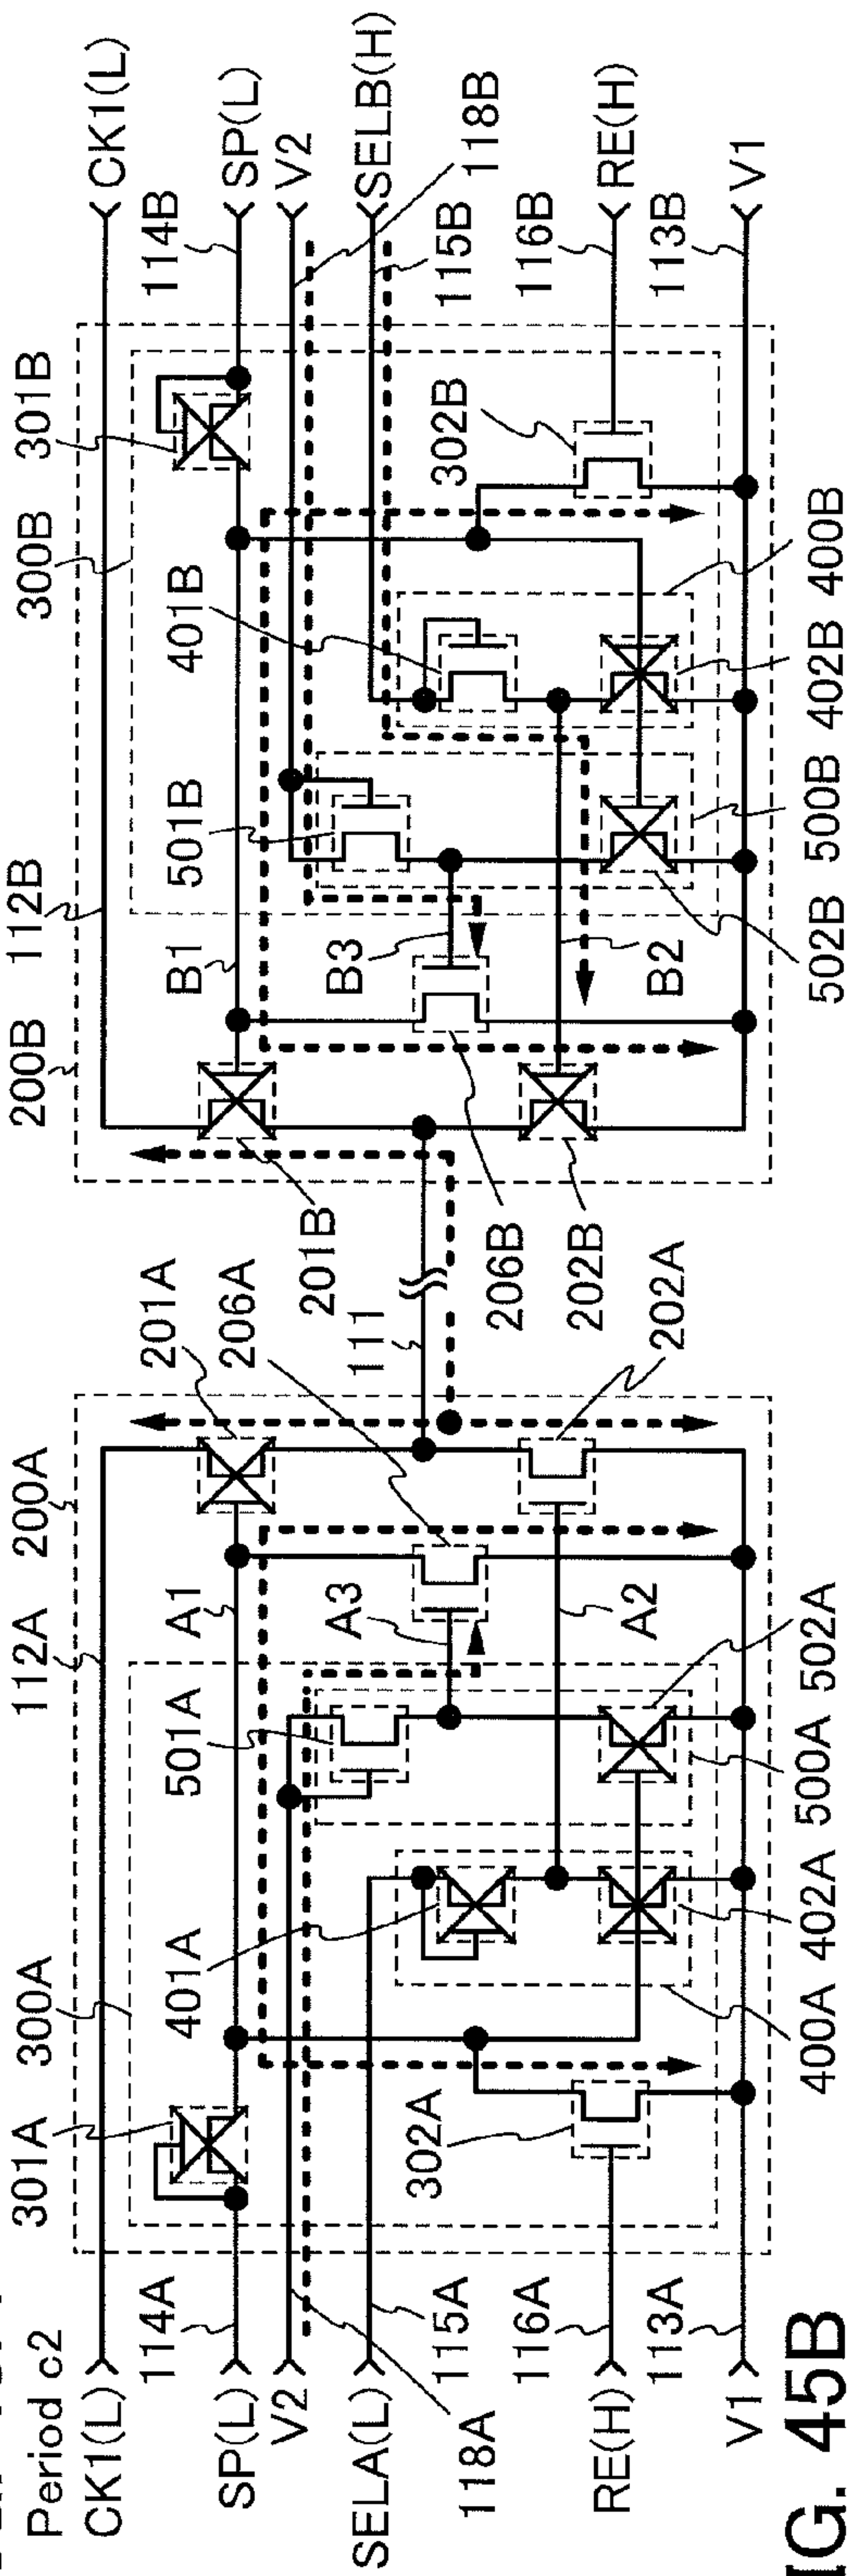 Period c2
CK1(L)
SP(L)
V2
SELA(L)
RE(H)
V1
114A
118A
115A
116A
113A
301A
300A
112A
200A
201A
206A
401A
501A
A1
A3
A2
302A
400A
402A
500A
502A
202A
111
200B
112B
300B
301B
114B
CK1(L)
SP(L)
V2
SELB(H)
118B
115B
RE(H)
116B
113B
V1
B1
501B
401B
302B
B3
B2
201B
206B
202B
502B
500B
402B
400B
IG. 45B